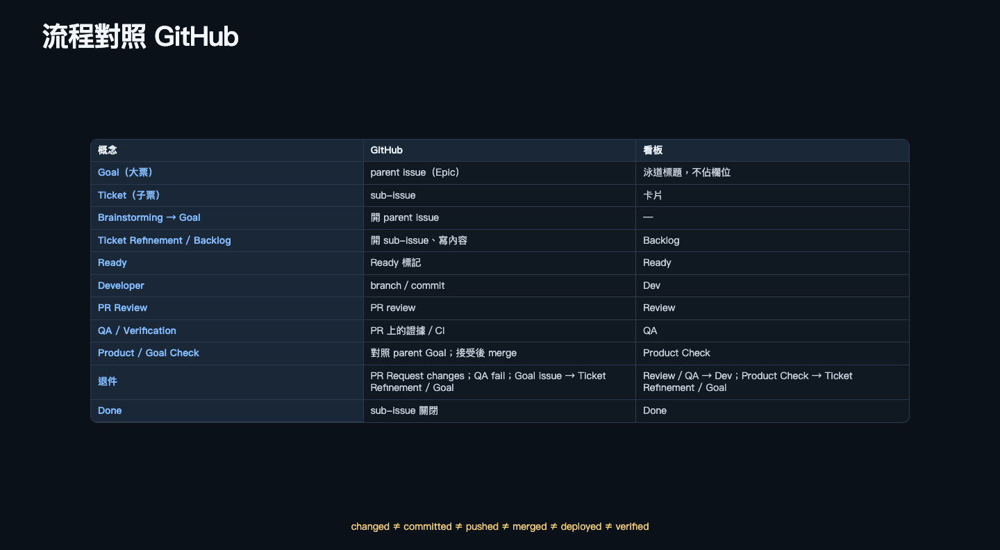 流程對照 GitHub
概念 GitHub 看板
Goal（大票） parent issue（Epic） 泳道標題，不佔欄位
Ticket（子票） sub-issue 卡片
Brainstorming → Goal 開 parent issue —
Ticket Refinement / Backlog 開 sub-issue、寫內容 Backlog
Ready Ready 標記 Ready
Developer branch / commit Dev
PR Review PR review Review
QA / Verification PR 上的證據 / CI QA
Product / Goal Check 對照 parent Goal；接受後 merge Product Check
退件 PR Request changes；QA fail；Goal issue → Ticket Refinement / Goal Review / QA → Dev；Product Check → Ticket Refinement / Goal
Done sub-issue 關閉 Done
changed ≠ committed ≠ pushed ≠ merged ≠ deployed ≠ verified